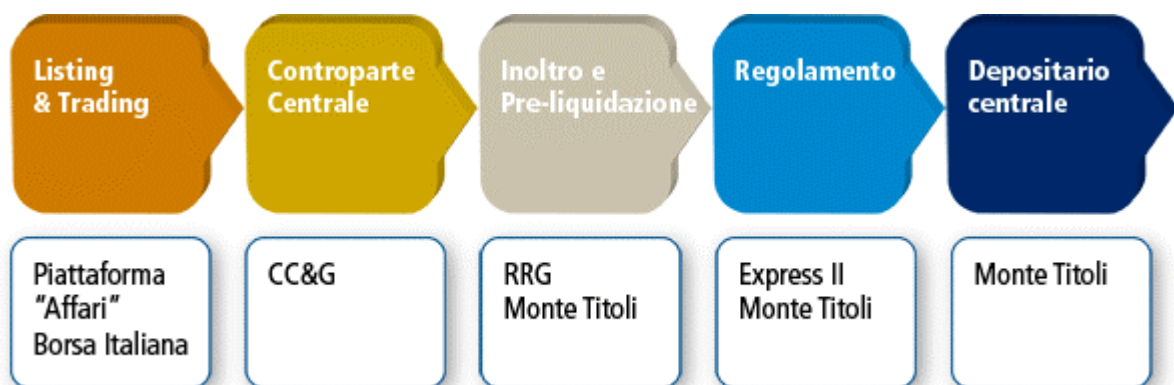 Listing
& Trading
Controparte
Centrale
Inoltro e
Pre-liquidazione
Regolamento
Depositario
centrale
Piattaforma
"Affari"
Borsa Italiana
CC&G
RRG
Monte Titoli
Express II
Monte Titoli
Monte Titoli